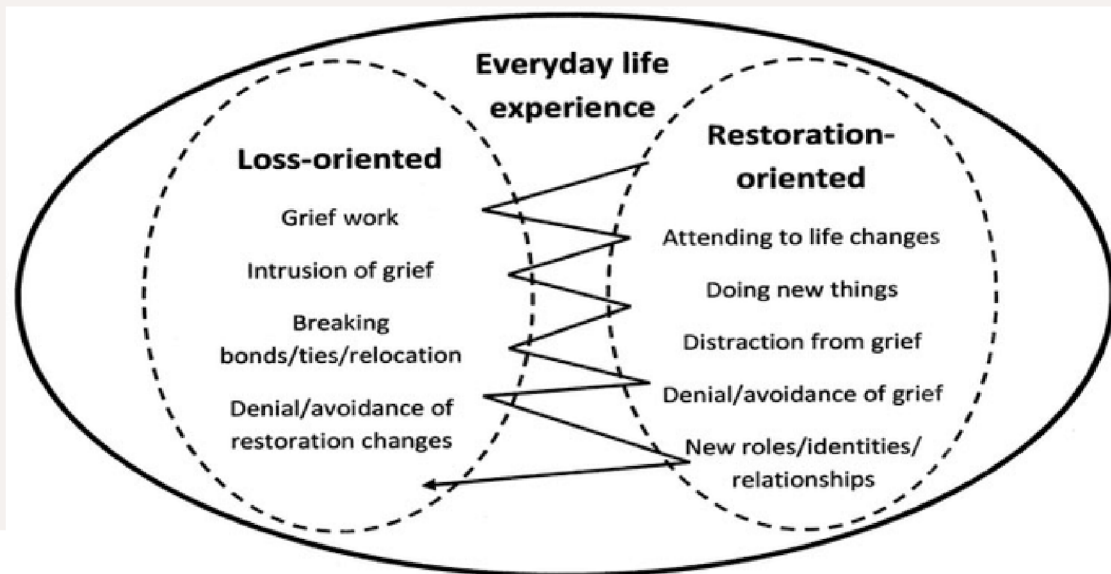 Everyday life
experience
Loss-oriented
Grief work
Intrusion of grief
Breaking
bonds/ties/relocation
Denial/avoidance of
restoration changes
Restoration-
oriented
Attending to life changes
Doing new things
Distraction from grief
Denial/avoidance of grief
New roles/identities/
relationships